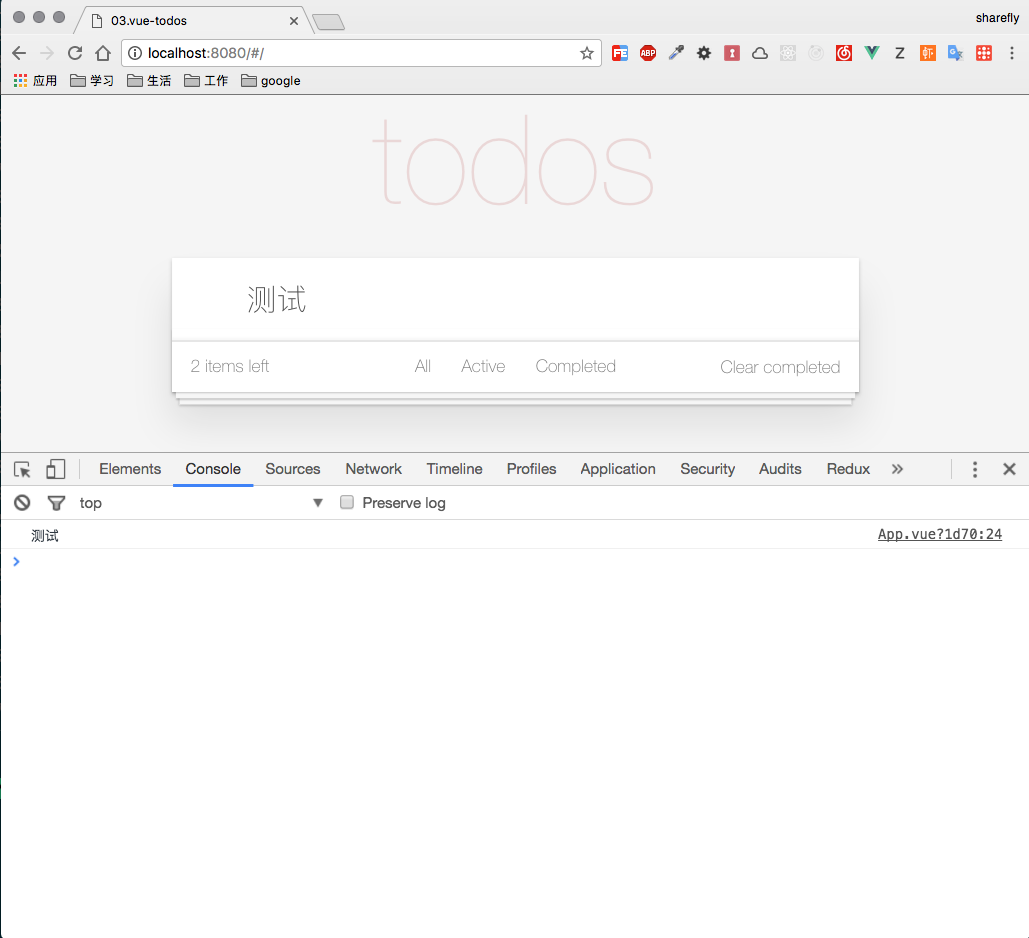 03.vue-todos
sharefly
localhost:8080/#/
ABP
Z
应用 学习 生活 工作 google
todos
测试
2 items left All Active Completed Clear completed
Elements Console Sources Network Timeline Profiles Application Security Audits Redux
top Preserve log
测试 App.vue?1d70:24